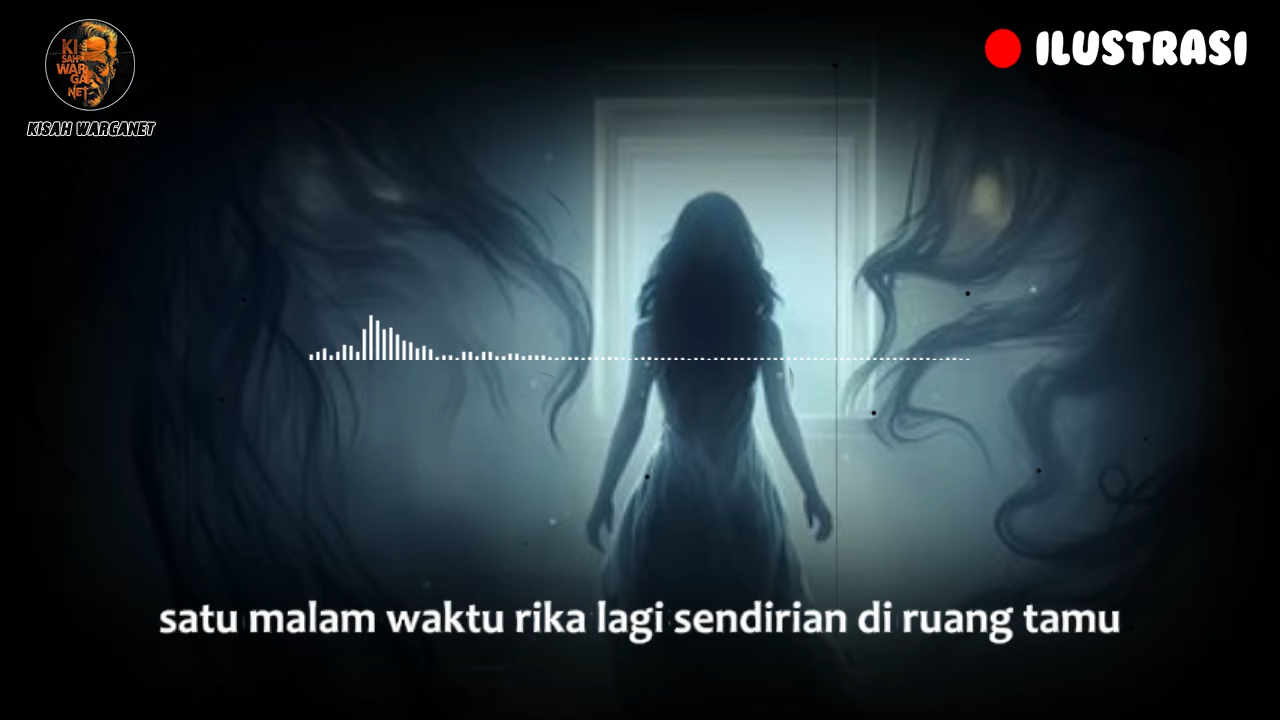 KI
SAH
WAR
GA
NET
KISAH WARGANET
ILUSTRASI
satu malam waktu rika lagi sendirian di ruang tamu